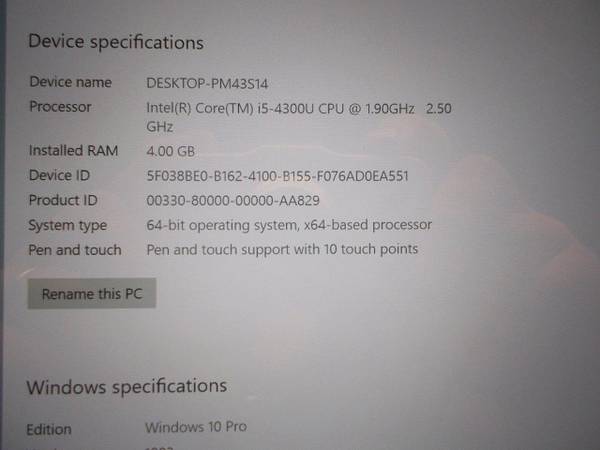 Device specifications
Device name DESKTOP-PM43S14
Processor Intel(R) Core(TM) i5-4300U CPU @ 1.90GHz 2.50
GHz
Installed RAM 4.00 GB
Device ID 5F038BE0-B162-4100-B155-F076AD0EA551
Product ID 00330-80000-00000-AA829
System type 64-bit operating system, x64-based processor
Pen and touch Pen and touch support with 10 touch points
Rename this PC
Windows specifications
Edition Windows 10 Pro